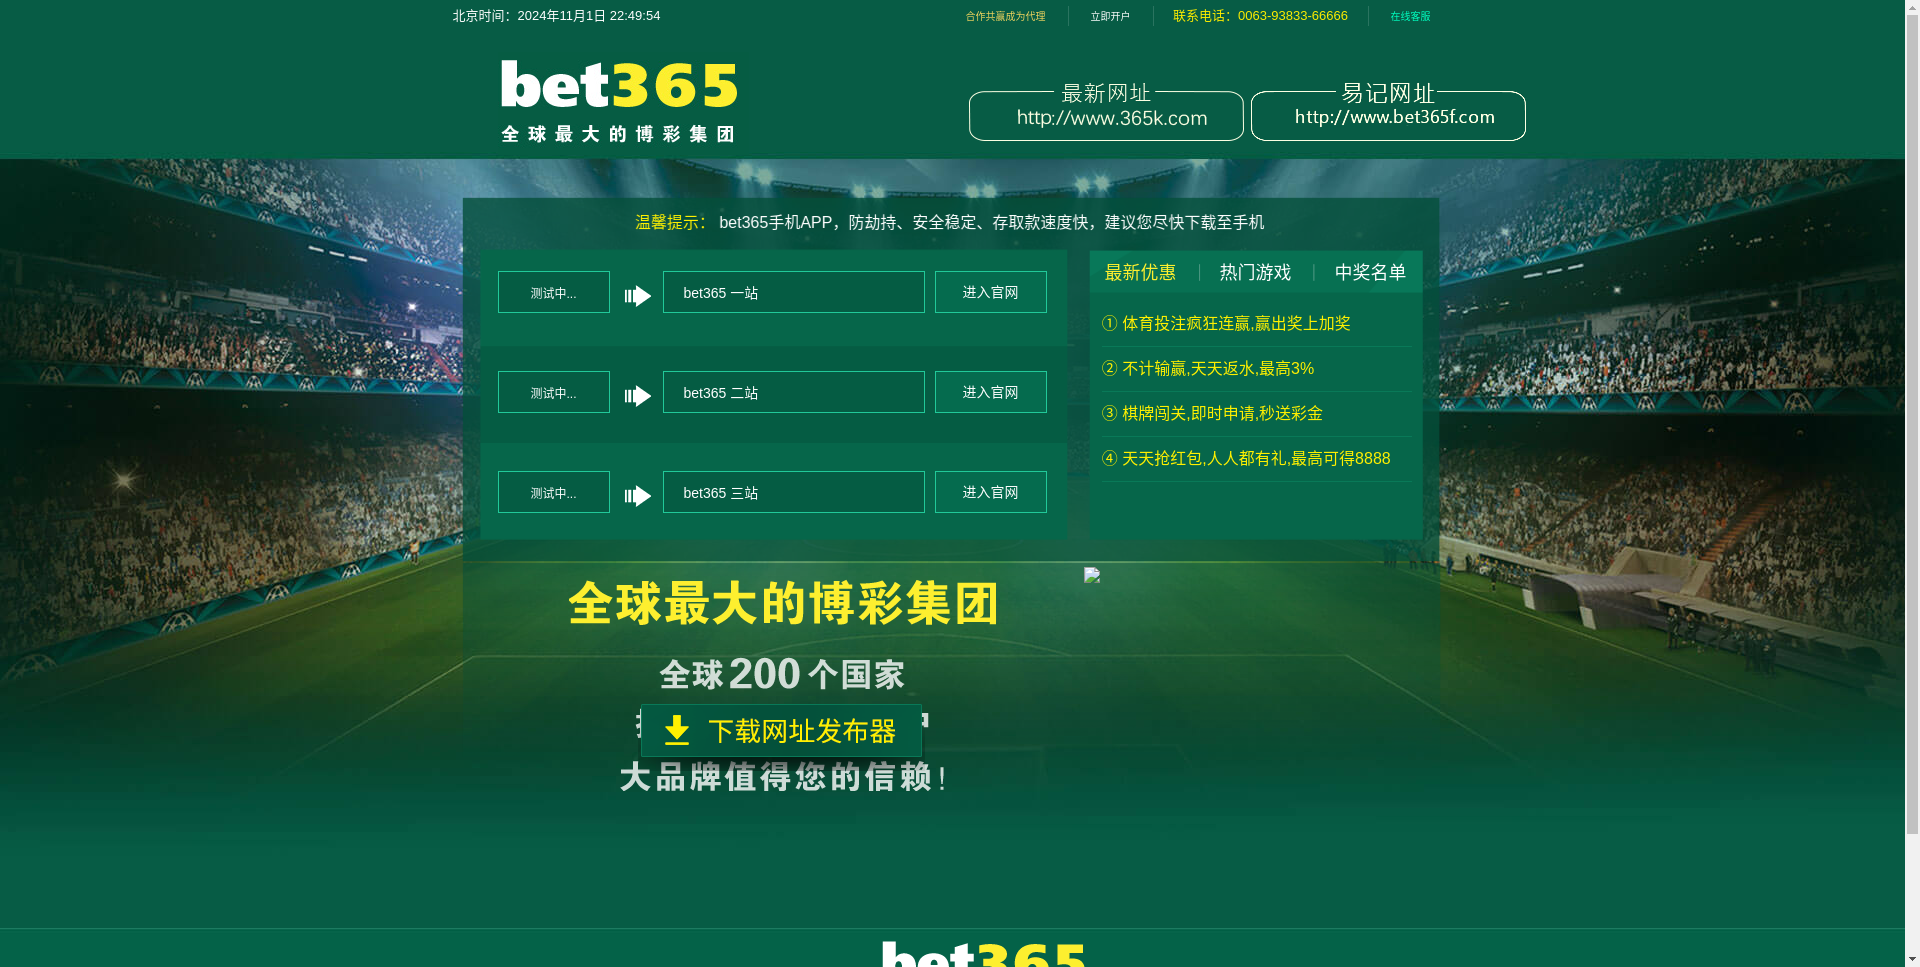 北京时间：2024年11月1日 22:49:54
合作共赢成为代理
立即开户
联系电话：0063-93833-66666
在线客服
bet365
全球最大的博彩集团
最新网址
http://www.365k.com
易记网址
http://www.bet365f.com
温馨提示： bet365手机APP，防劫持、安全稳定、存取款速度快，建议您尽快下载至手机
测试中...
bet365 一站
进入官网
测试中...
bet365 二站
进入官网
测试中...
bet365 三站
进入官网
最新优惠
热门游戏
中奖名单
① 体育投注疯狂连赢,赢出奖上加奖
② 不计输赢,天天返水,最高3%
③ 棋牌闯关,即时申请,秒送彩金
④ 天天抢红包,人人都有礼,最高可得8888
全球最大的博彩集团
全球200个国家
下载网址发布器
大品牌值得您的信赖!
bet365